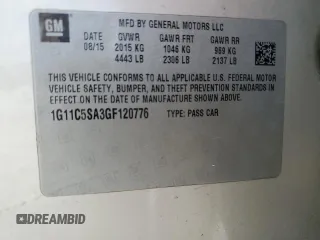 GM
MFD BY GENERAL MOTORS LLC
DATE GVWR GAWR FRT GAWR RR
08/15 2015 KG 1046 KG 969 KG
4443 LB 2306 LB 2137 LB
THIS VEHICLE CONFORMS TO ALL APPLICABLE U.S. FEDERAL MOTOR
VEHICLE SAFETY, BUMPER, AND THEFT PREVENTION STANDARDS
IN EFFECT ON THE DATE OF MANUFACTURE SHOWN ABOVE.
1G11C5SA3GF120776 TYPE: PASS CAR
DREAMBID